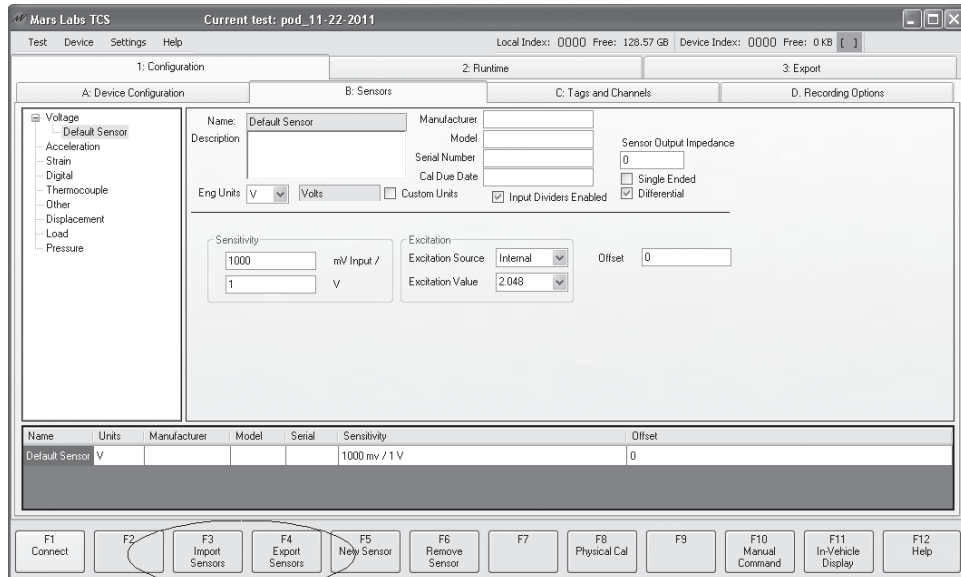 Mars Labs TCS Current test: pod_11-22-2011
Test Device Settings Help Local Index: 0000 Free: 128.57 GB Device Index: 0000 Free: 0 KB [ ]
1: Configuration 2: Runtime 3: Export
A: Device Configuration B: Sensors C: Tags and Channels D. Recording Options
Voltage
Default Sensor
Acceleration
Strain
Digital
Thermocouple
Other
Displacement
Load
Pressure
Name: Default Sensor
Description
Eng Units V Volts Custom Units
Manufacturer
Model
Serial Number
Cal Due Date
Input Dividers Enabled
Sensor Output Impedance
0
Single Ended
Differential
Sensitivity
1000 mV Input /
1 V
Excitation
Excitation Source Internal
Excitation Value 2.048
Offset 0
Name Units Manufacturer Model Serial Sensitivity Offset
Default Sensor V 1000 mv / 1 V 0
F1 Connect
F2
F3 Import Sensors
F4 Export Sensors
F5 New Sensor
F6 Remove Sensor
F7
F8 Physical Cal
F9
F10 Manual Command
F11 In-Vehicle Display
F12 Help